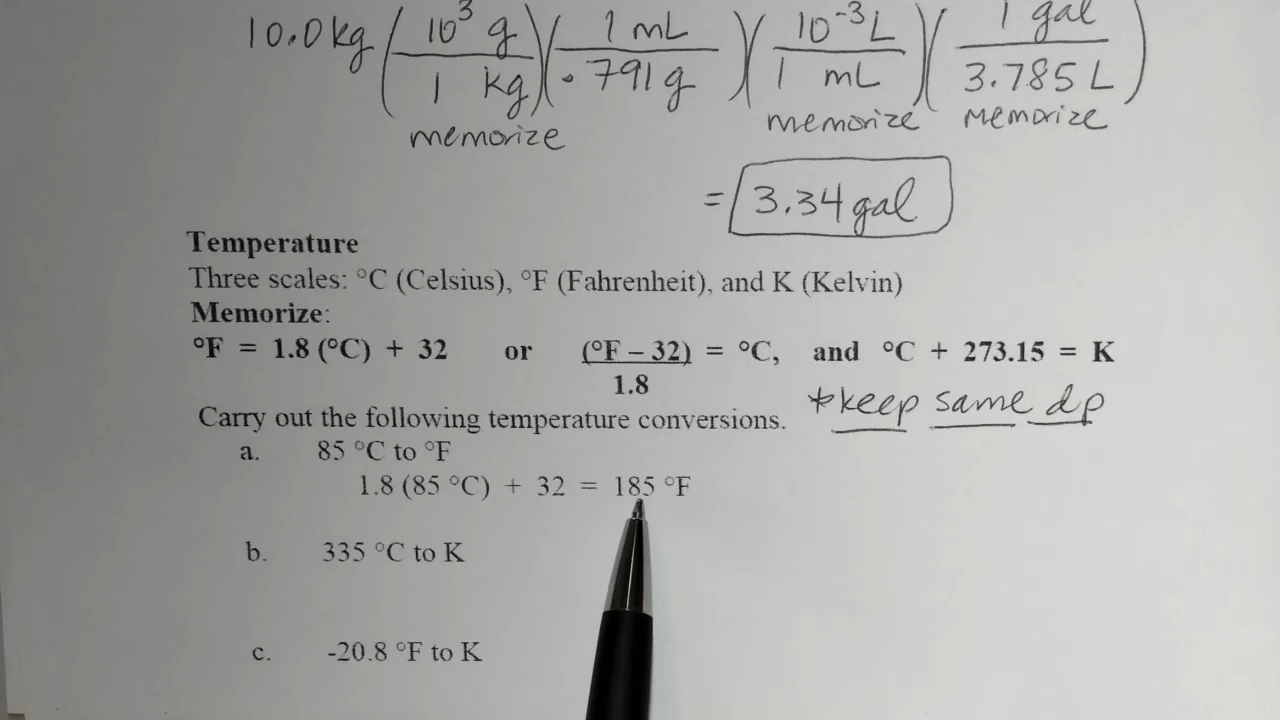 10.0 kg (10³ g / 1 kg)(1 mL / .791 g)(10⁻³ L / 1 mL)(1 gal / 3.785 L)
memorize memorize memorize
= 3.34 gal
Temperature
Three scales: °C (Celsius), °F (Fahrenheit), and K (Kelvin)
Memorize:
°F = 1.8 (°C) + 32 or (°F – 32) = °C, and °C + 273.15 = K
1.8
*keep same dp
Carry out the following temperature conversions.
a. 85 °C to °F
1.8 (85 °C) + 32 = 185 °F
b. 335 °C to K
c. -20.8 °F to K